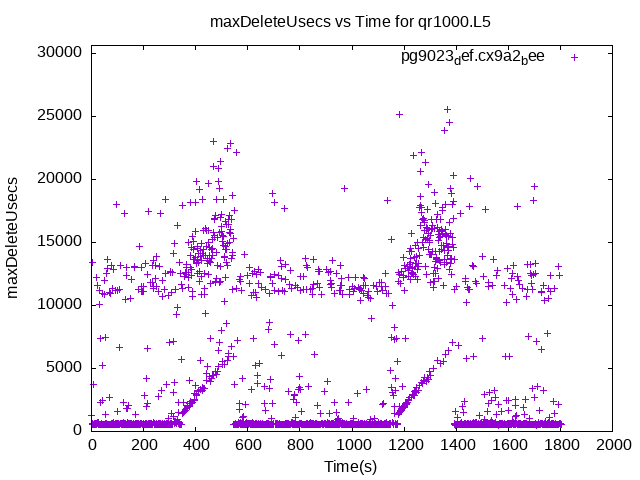 maxDeleteUsecs vs Time for qr1000.L5
pg9023def.cx9a2bee
30000
25000
20000
15000
10000
5000
0
maxDeleteUsecs
0 200 400 600 800 1000 1200 1400 1600 1800 2000
Time(s)